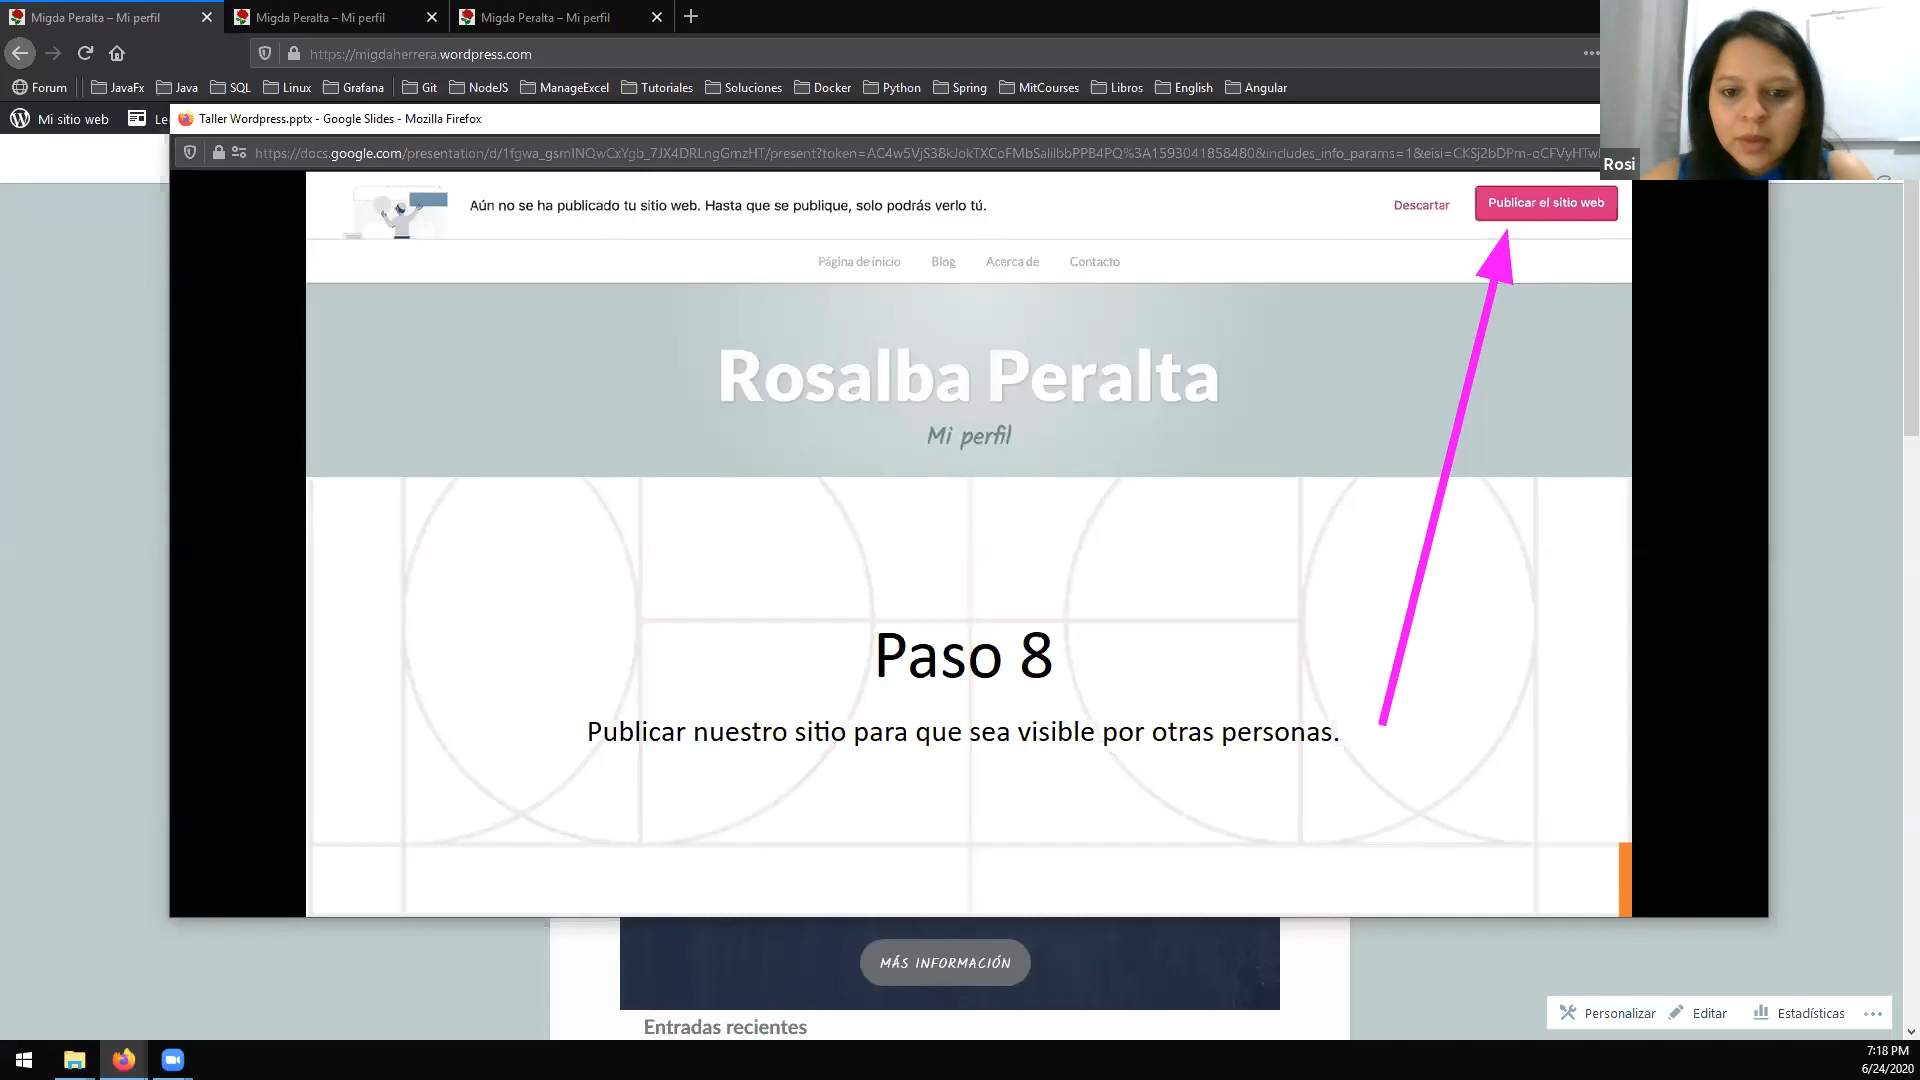 Migda Peralta – Mi perfil
Migda Peralta – Mi perfil
Migda Peralta – Mi perfil
https://migdaherrera.wordpress.com
Forum JavaFx Java SQL Linux Grafana Git NodeJS ManageExcel Tutoriales Soluciones Docker Python Spring MitCourses Libros English Angular
Mi sitio web
Taller Wordpress.pptx - Google Slides - Mozilla Firefox
Rosi
Aún no se ha publicado tu sitio web. Hasta que se publique, solo podrás verlo tú.
Descartar
Publicar el sitio web
Página de inicio Blog Acerca de Contacto
Rosalba Peralta
Mi perfil
Paso 8
Publicar nuestro sitio para que sea visible por otras personas.
MÁS INFORMACIÓN
Entradas recientes
Personalizar Editar Estadísticas
7:18 PM
6/24/2020